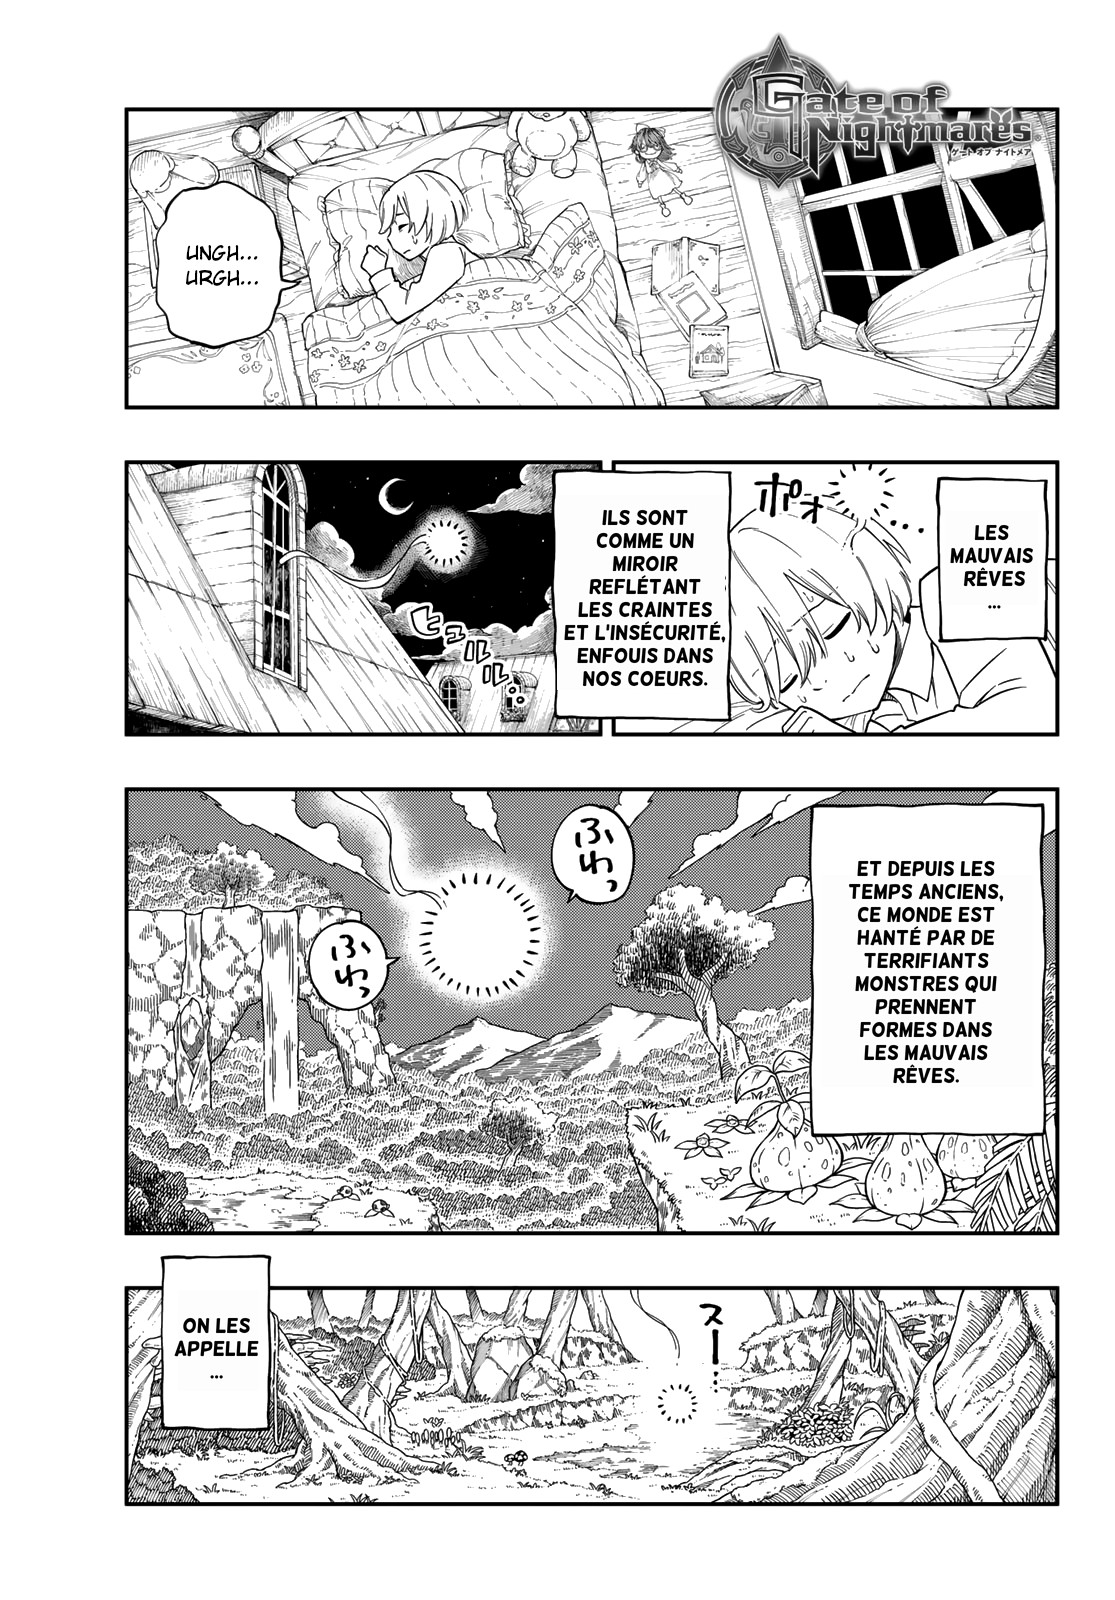 Gate of
Nightmares
ゲート オブ ナイトメア
UNGH...
URGH...
LES
MAUVAIS
RÊVES
...
ポォ...
ILS SONT
COMME UN
MIROIR
REFLÉTANT
LES CRAINTES
ET L'INSÉCURITÉ,
ENFOUIS DANS
NOS COEURS.
ヒュルルル
ET DEPUIS LES
TEMPS ANCIENS,
CE MONDE EST
HANTÉ PAR DE
TERRIFIANTS
MONSTRES QUI
PRENNENT
FORMES DANS
LES MAUVAIS
RÊVES.
ふわっ
ふわっ
スー...
ON LES
APPELLE
...